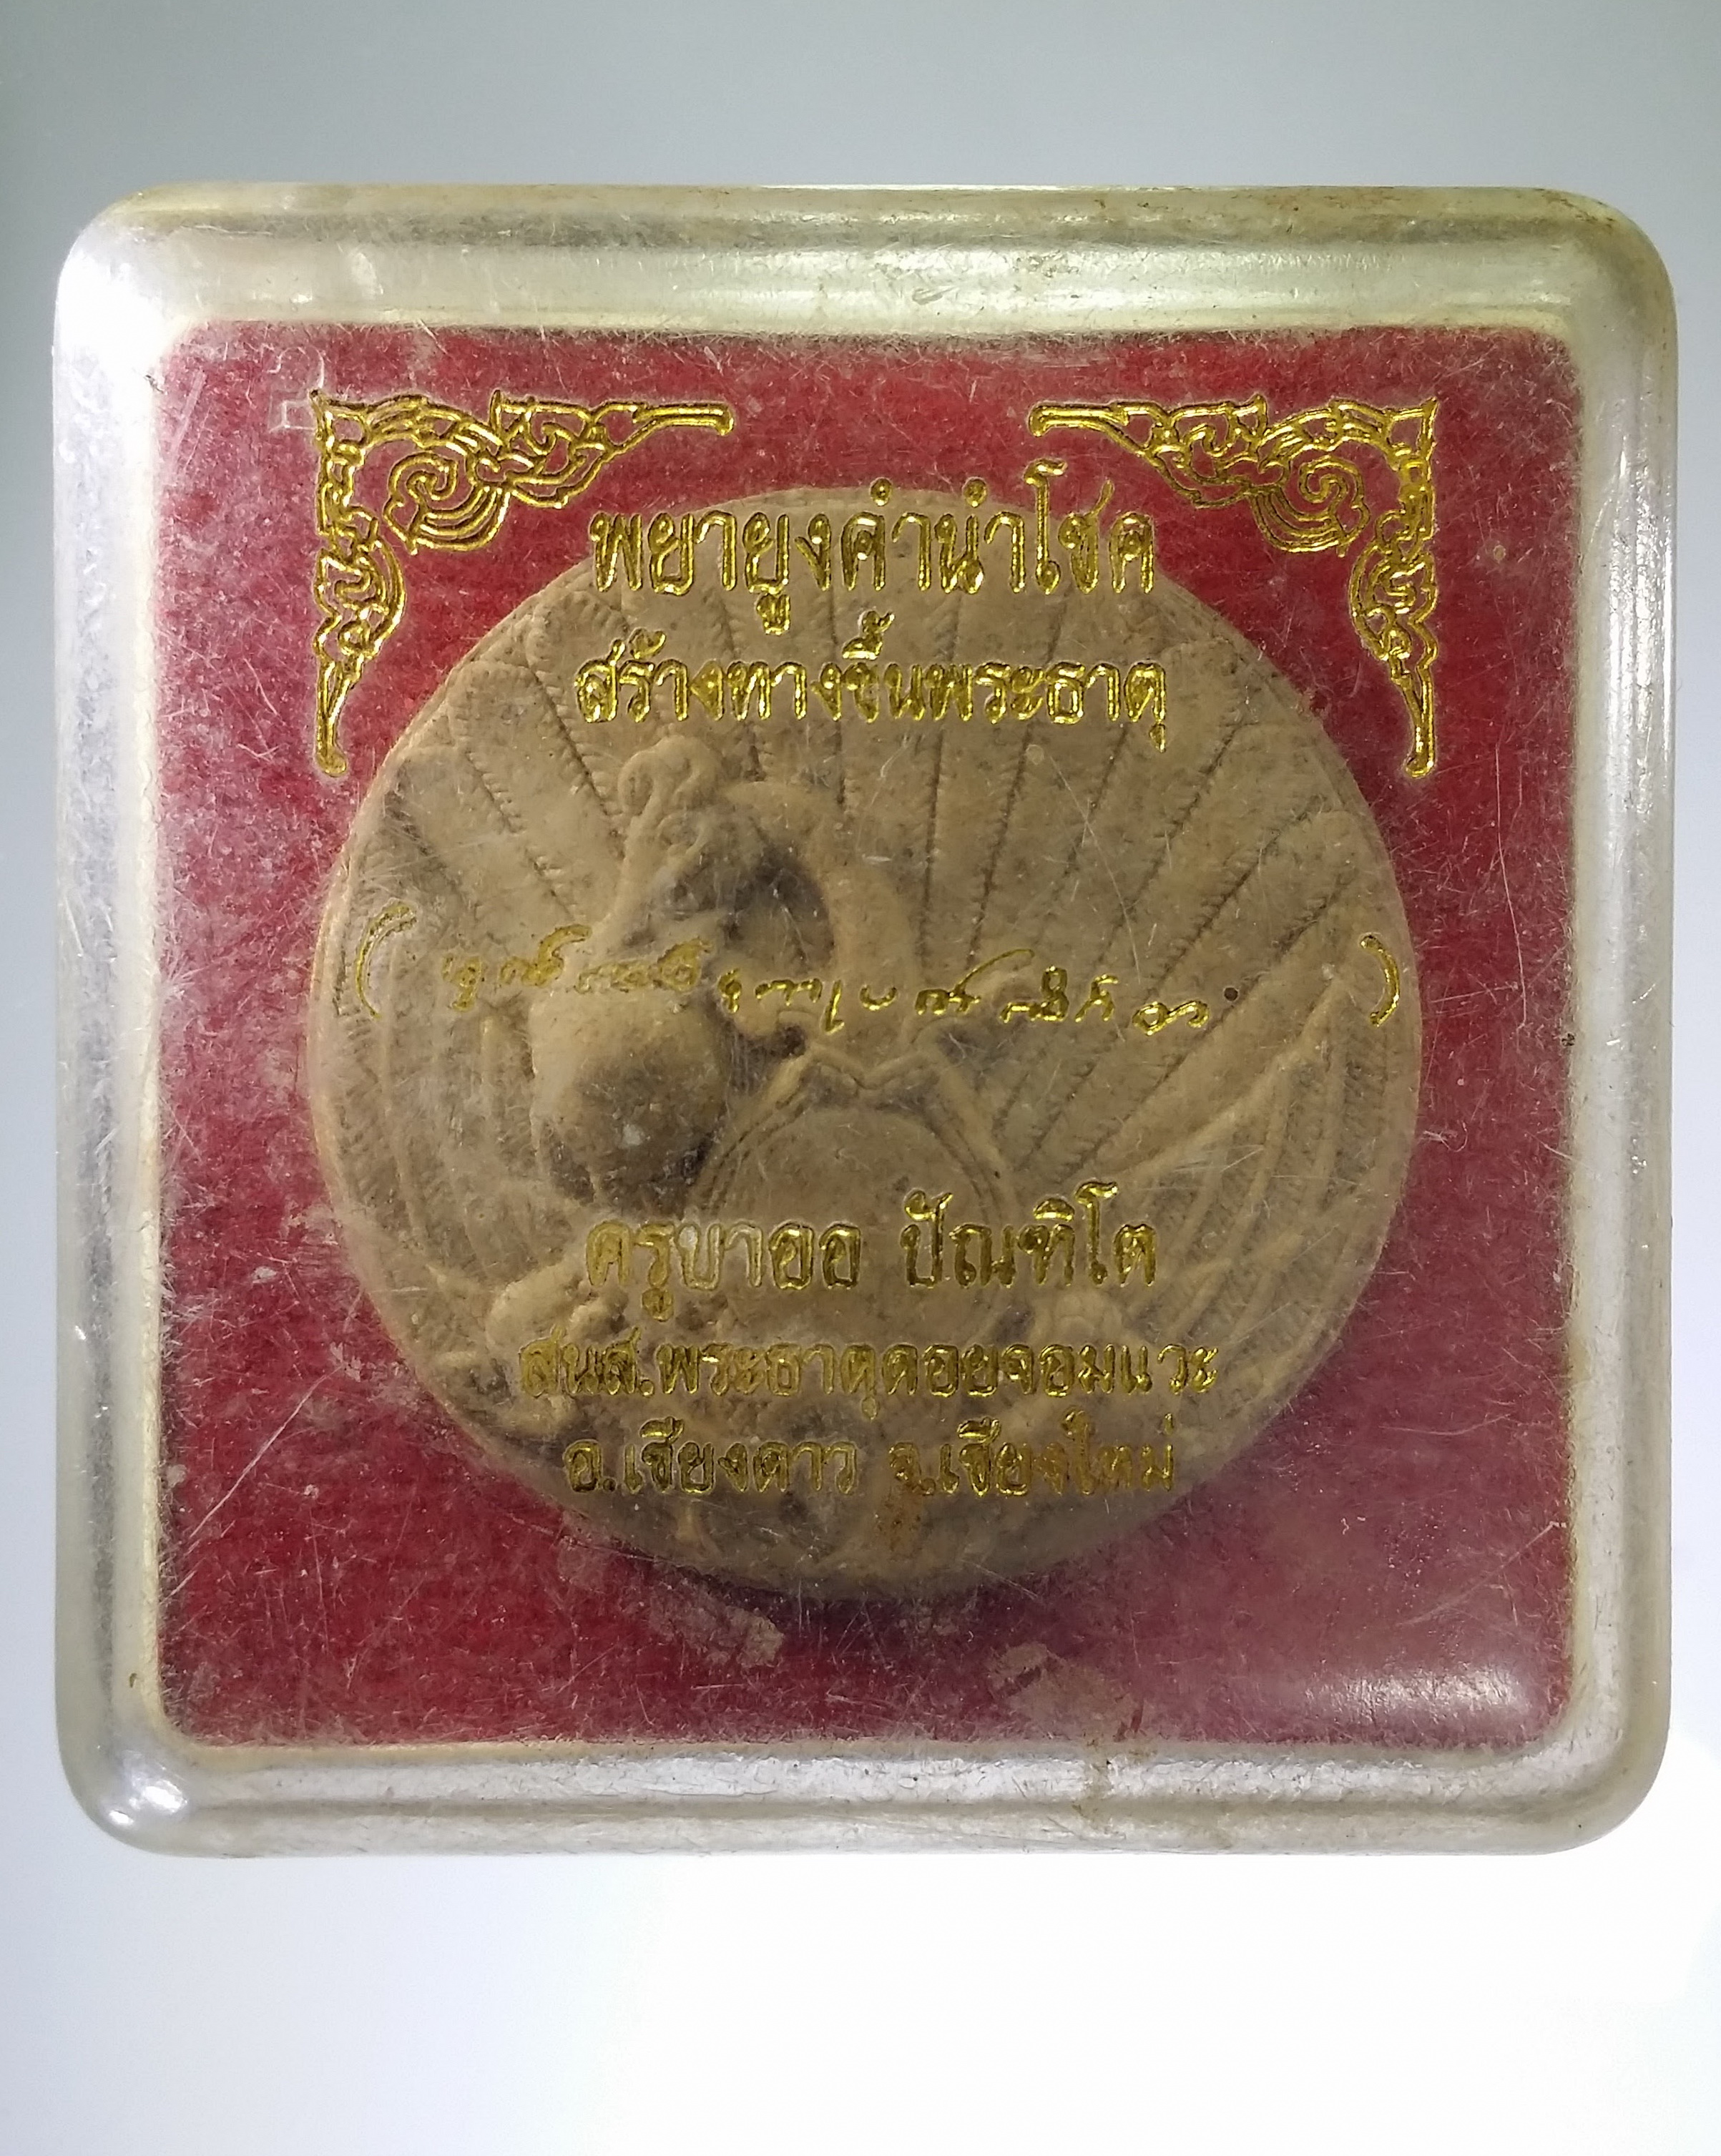 พยายูงคำนำโชค
สร้างทางขึ้นพระธาตุ
ครูบาออ ปัณฑิโต
สนส.พระธาตุดอยจอมแวะ
อ.เชียงดาว จ.เชียงใหม่